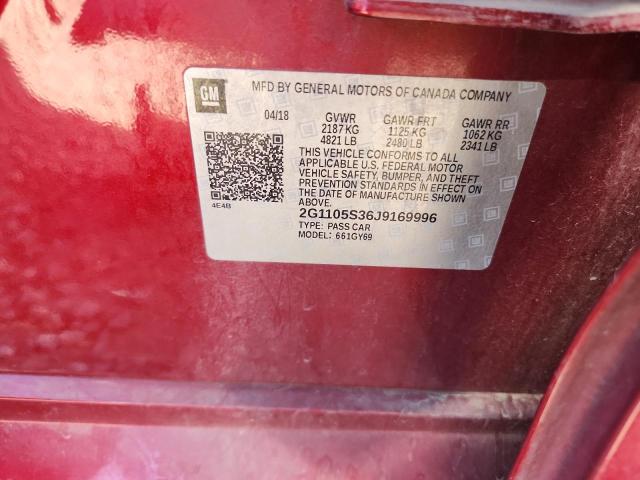 GM
MFD BY GENERAL MOTORS OF CANADA COMPANY
04/18 GVWR GAWR FRT GAWR RR
2187 KG 1125 KG 1062 KG
4821 LB 2480 LB 2341 LB
THIS VEHICLE CONFORMS TO ALL
APPLICABLE U.S. FEDERAL MOTOR
VEHICLE SAFETY, BUMPER, AND THEFT
PREVENTION STANDARDS IN EFFECT ON
THE DATE OF MANUFACTURE SHOWN
ABOVE.
4E4B
2G1105S36J9169996
TYPE: PASS CAR
MODEL: 661GY69